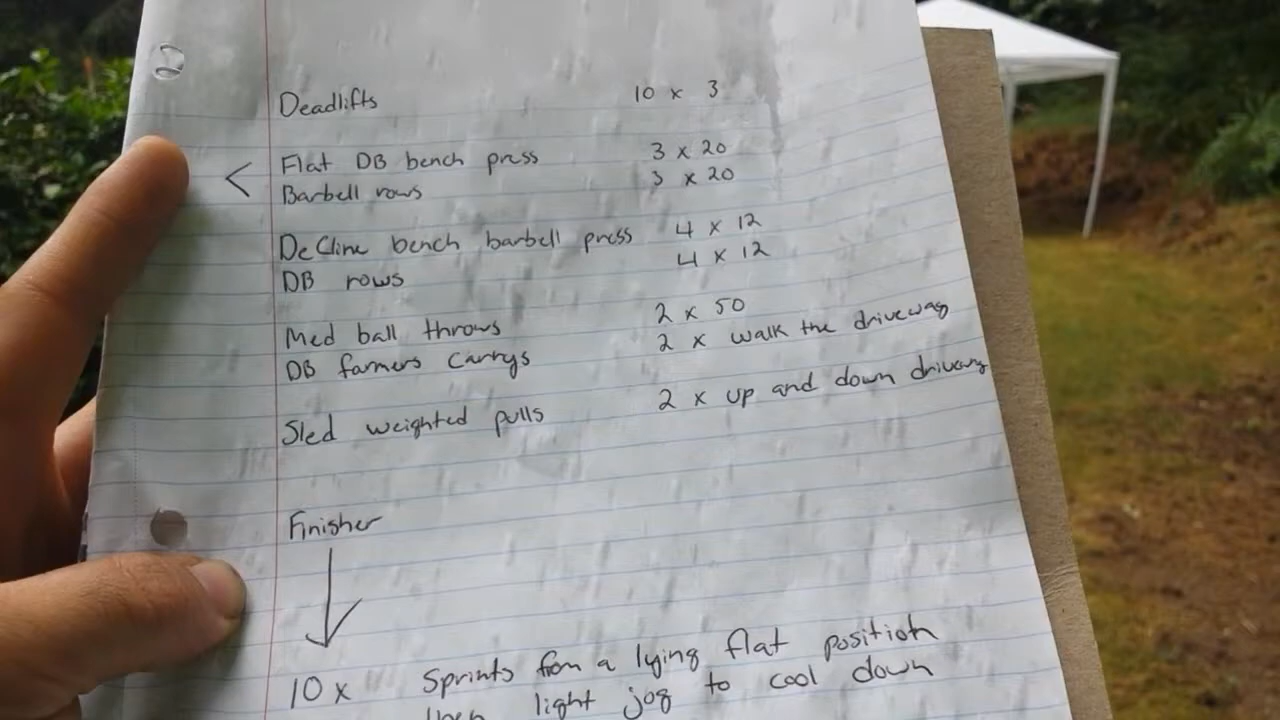 Deadlifts 10 x 3
< Flat DB bench press 3 x 20
Barbell rows 3 x 20
DeCline bench barbell press 4 x 12
DB rows 4 x 12
Med ball throws 2 x 50
DB farmers carrys 2 x walk the driveway
Sled weighted pulls 2 x up and down driveway
Finisher
10 x Sprints from a lying flat position
then light jog to cool down